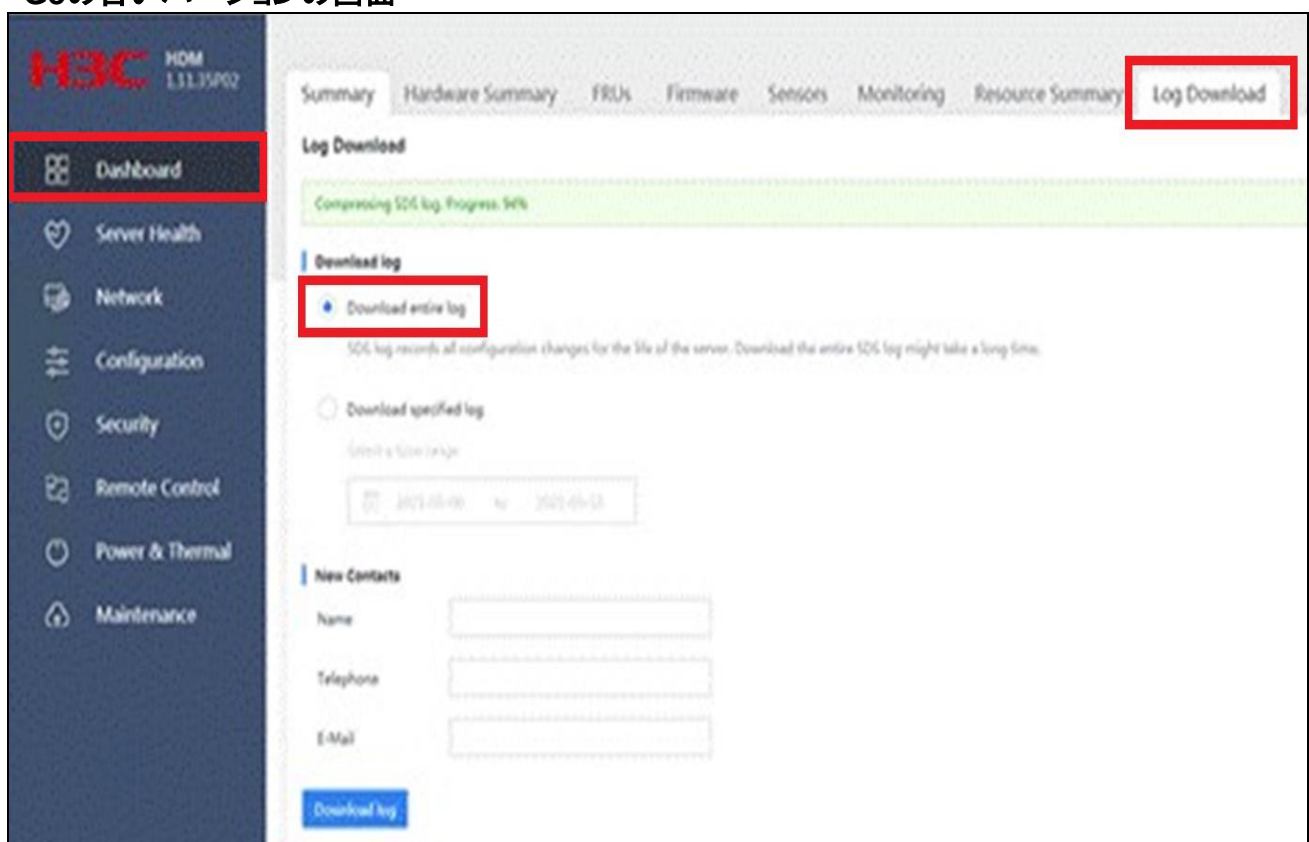 H3C HDM
1.11.35P02
Summary Hardware Summary FRUs Firmware Sensors Monitoring Resource Summary Log Download
Dashboard
Server Health
Network
Configuration
Security
Remote Control
Power & Thermal
Maintenance
Log Download
Compressing SDS log. Progress: 94%
Download log
Download entire log
SDS log records all configuration changes for the life of the server. Download the entire SDS log might take a long time.
Download specified log
Select a time range
to
New Contacts
Name
Telephone
E-Mail
Download log